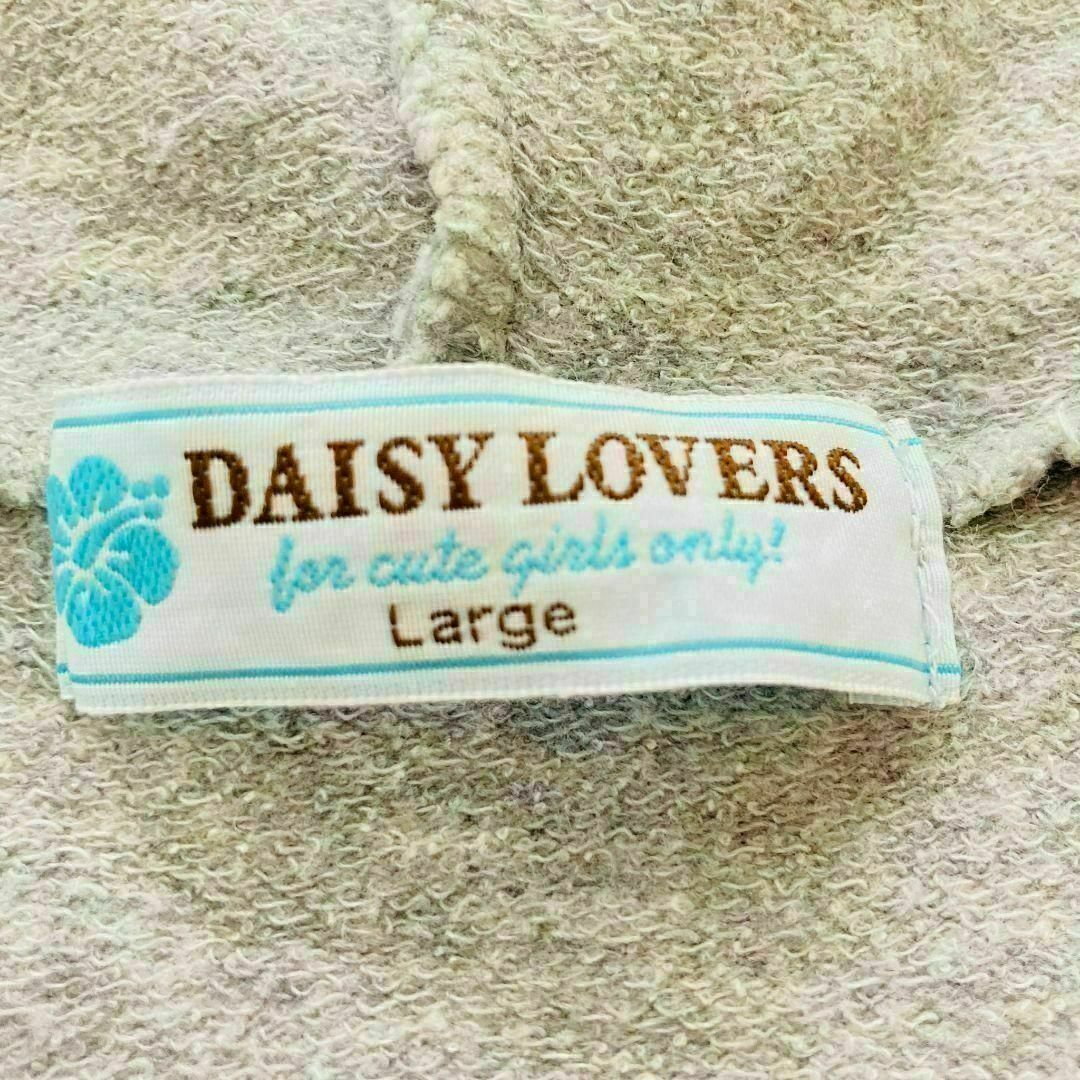 DAISY LOVERS
for cute girls only!
Large